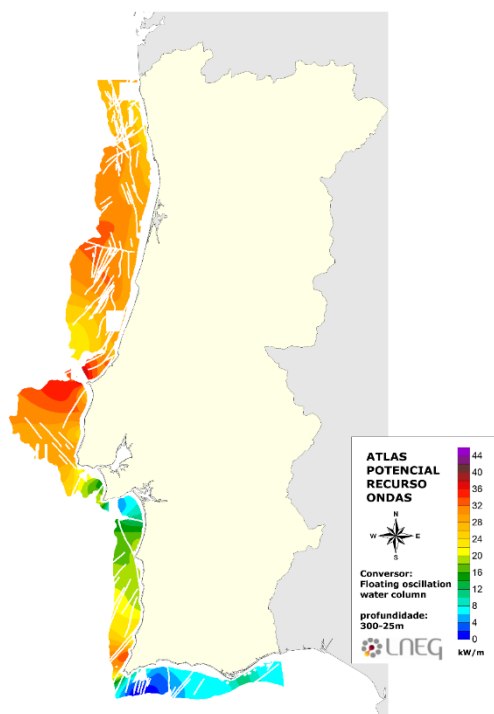 ATLAS
POTENCIAL
RECURSO
ONDAS
N
W E
S
Conversor:
Floating oscillation
water column
profundidade:
300-25m
LNEG
44
40
36
32
28
24
20
16
12
8
4
0
kW/m